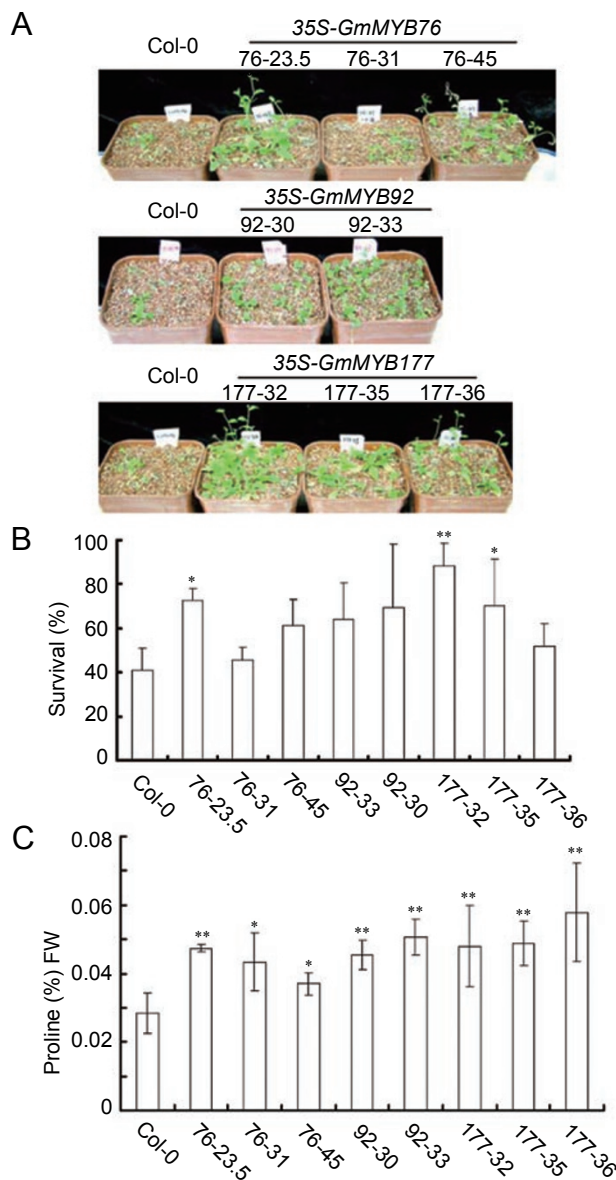 A
35S-GmMYB76
Col-0
76-23.5 76-31 76-45
35S-GmMYB92
Col-0
92-30 92-33
35S-GmMYB177
Col-0
177-32 177-35 177-36
B
Survival (%)
100
80
60
40
20
0
* ** *
Col-0 76-23.5 76-31 76-45 92-33 92-30 177-32 177-35 177-36
C
Proline (%) FW
0.08
0.06
0.04
0.02
0
** * * ** ** ** ** **
Col-0 76-23.5 76-31 76-45 92-30 92-33 177-32 177-35 177-36